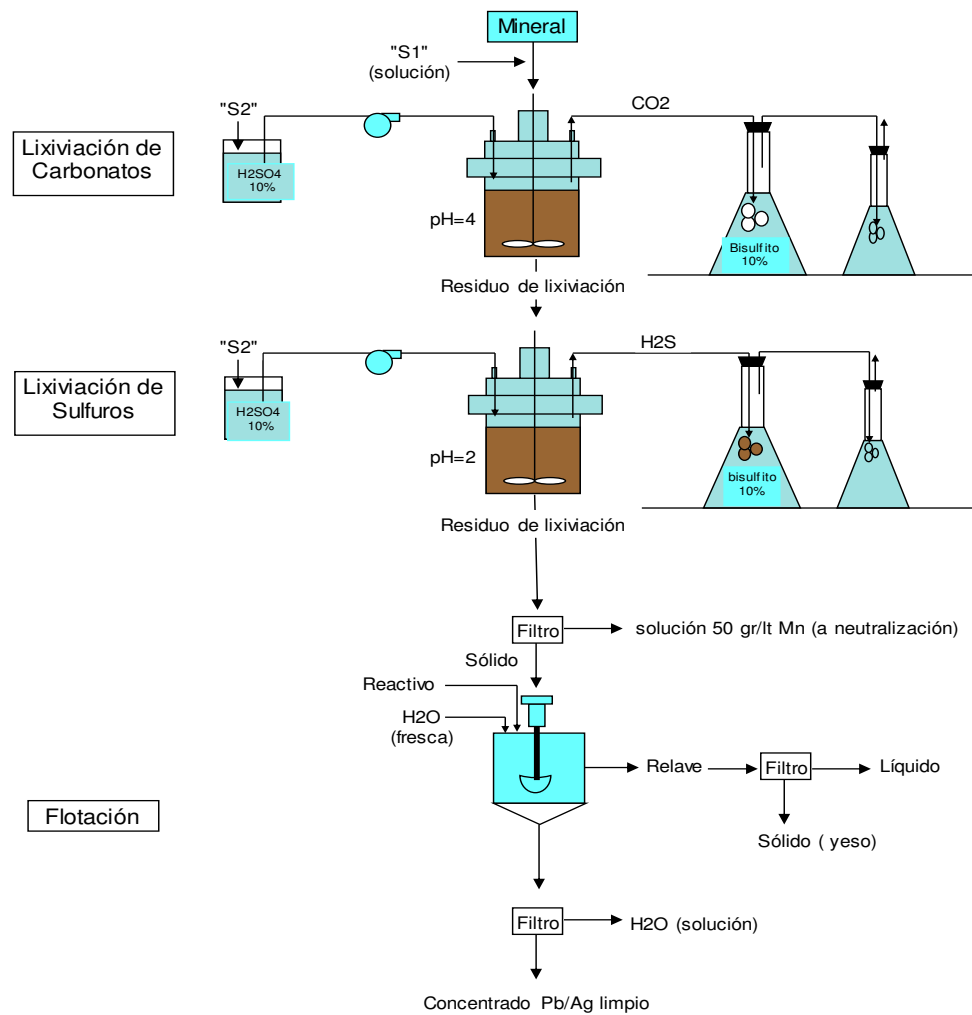 Mineral
"S1"
(solución)
"S2"
CO2
Lixiviación de
Carbonatos
H2SO4
10%
pH=4
Bisulfito
10%
Residuo de lixiviación
"S2"
H2S
Lixiviación de
Sulfuros
H2SO4
10%
pH=2
bisulfito
10%
Residuo de lixiviación
Filtro
solución 50 gr/lt Mn (a neutralización)
Sólido
Reactivo
H2O
(fresca)
Relave
Filtro
Líquido
Flotación
Sólido ( yeso)
Filtro
H2O (solución)
Concentrado Pb/Ag limpio